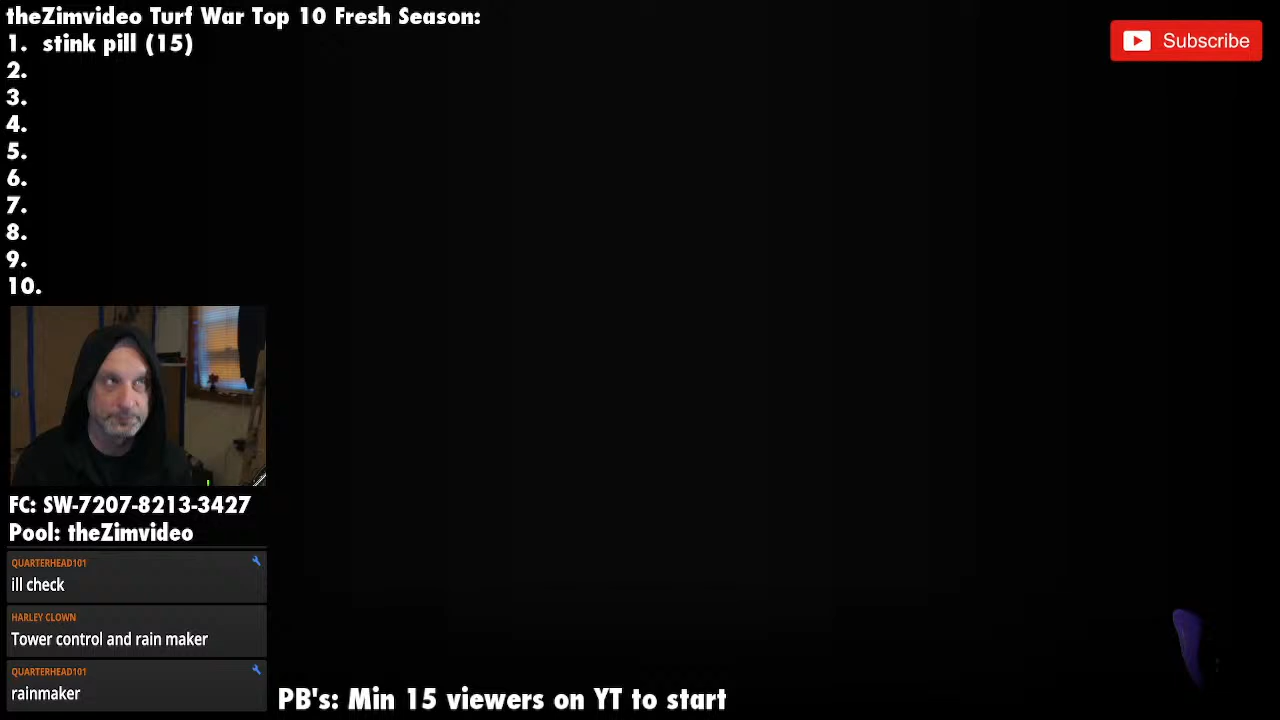 theZimvideo Turf War Top 10 Fresh Season:
1. stink pill (15)
2.
3.
4.
5.
6.
7.
8.
9.
10.
Subscribe
FC: SW-7207-8213-3427
Pool: theZimvideo
QUARTERHEAD101
ill check
HARLEY CLOWN
Tower control and rain maker
QUARTERHEAD101
rainmaker
PB's: Min 15 viewers on YT to start